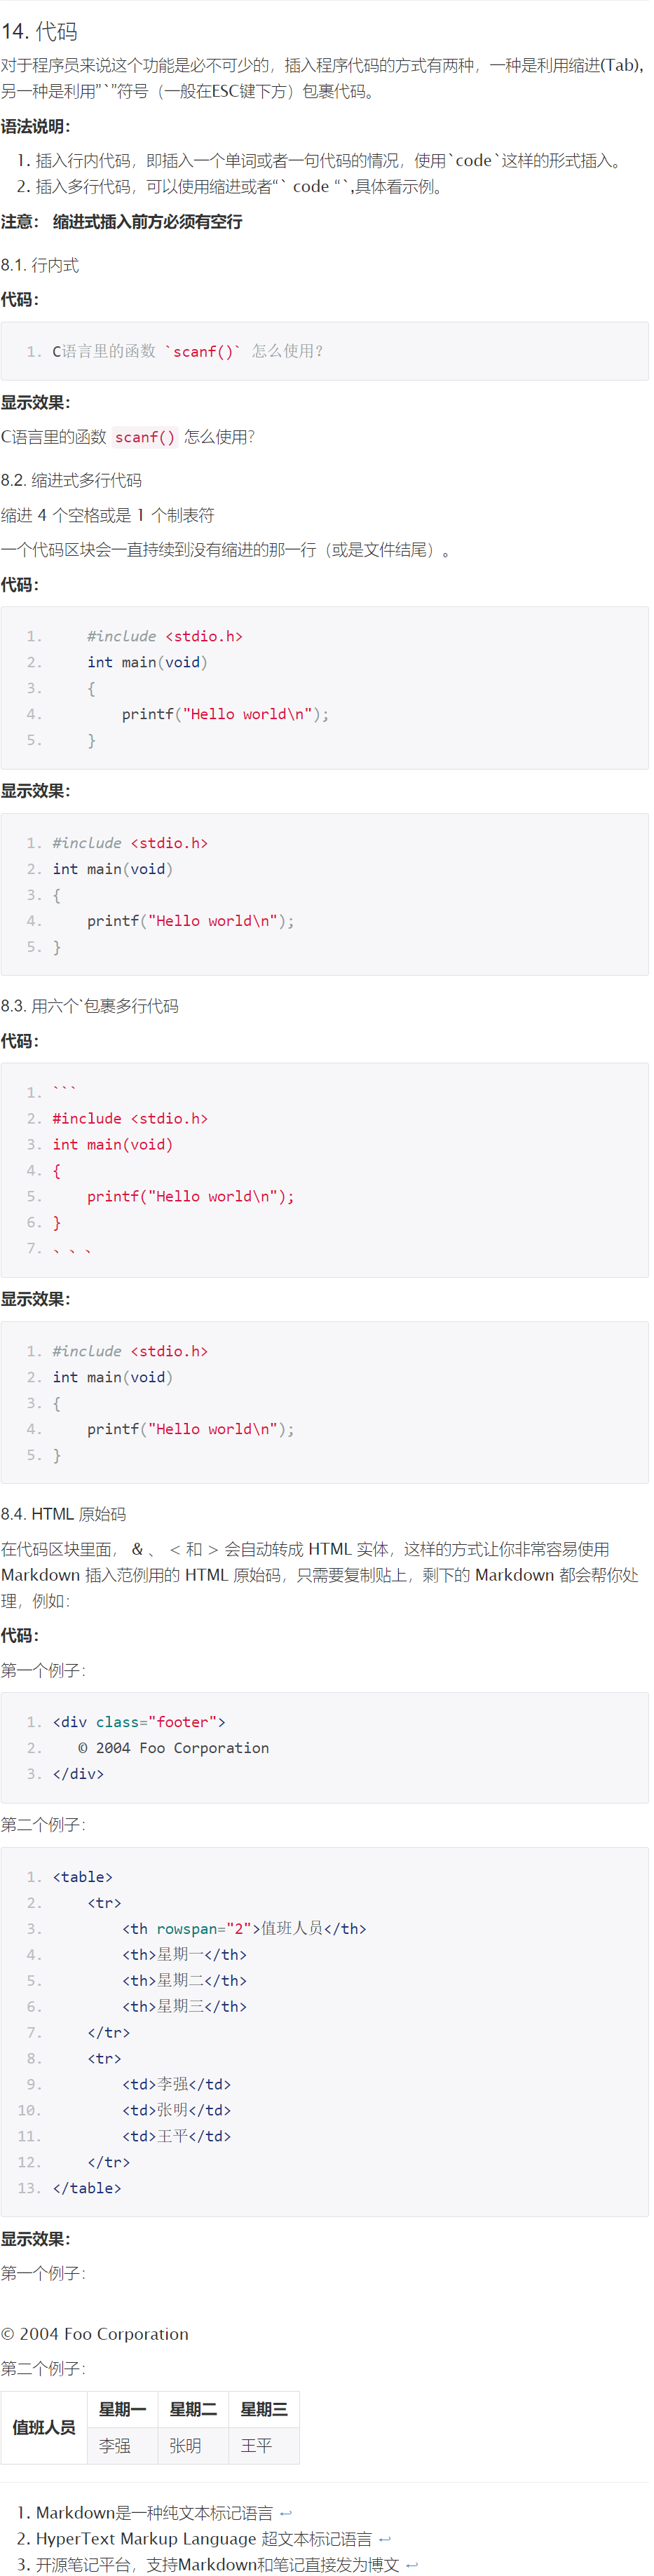 14. 代码
对于程序员来说这个功能是必不可少的，插入程序代码的方式有两种，一种是利用缩进(Tab),
另一种是利用”`”符号（一般在ESC键下方）包裹代码。
语法说明：
1. 插入行内代码，即插入一个单词或者一句代码的情况，使用`code`这样的形式插入。
2. 插入多行代码，可以使用缩进或者“` code “`,具体看示例。
注意： 缩进式插入前方必须有空行
8.1. 行内式
代码：
1. C语言里的函数 `scanf()` 怎么使用？
显示效果：
C语言里的函数 scanf() 怎么使用？
8.2. 缩进式多行代码
缩进 4 个空格或是 1 个制表符
一个代码区块会一直持续到没有缩进的那一行（或是文件结尾）。
代码：
1.     #include <stdio.h>
2.     int main(void)
3.     {
4.         printf("Hello world\n");
5.     }
显示效果：
1. #include <stdio.h>
2. int main(void)
3. {
4.     printf("Hello world\n");
5. }
8.3. 用六个`包裹多行代码
代码：
1. ```
2. #include <stdio.h>
3. int main(void)
4. {
5.     printf("Hello world\n");
6. }
7. 、、、
显示效果：
1. #include <stdio.h>
2. int main(void)
3. {
4.     printf("Hello world\n");
5. }
8.4. HTML 原始码
在代码区块里面， & 、 < 和 > 会自动转成 HTML 实体，这样的方式让你非常容易使用
Markdown 插入范例用的 HTML 原始码，只需要复制贴上，剩下的 Markdown 都会帮你处
理，例如：
代码：
第一个例子：
1. <div class="footer">
2.    © 2004 Foo Corporation
3. </div>
第二个例子：
1. <table>
2.     <tr>
3.         <th rowspan="2">值班人员</th>
4.         <th>星期一</th>
5.         <th>星期二</th>
6.         <th>星期三</th>
7.     </tr>
8.     <tr>
9.         <td>李强</td>
10.         <td>张明</td>
11.         <td>王平</td>
12.     </tr>
13. </table>
显示效果：
第一个例子：
© 2004 Foo Corporation
第二个例子：
值班人员 星期一 星期二 星期三
李强 张明 王平
1. Markdown是一种纯文本标记语言 ↩
2. HyperText Markup Language 超文本标记语言 ↩
3. 开源笔记平台，支持Markdown和笔记直接发为博文 ↩